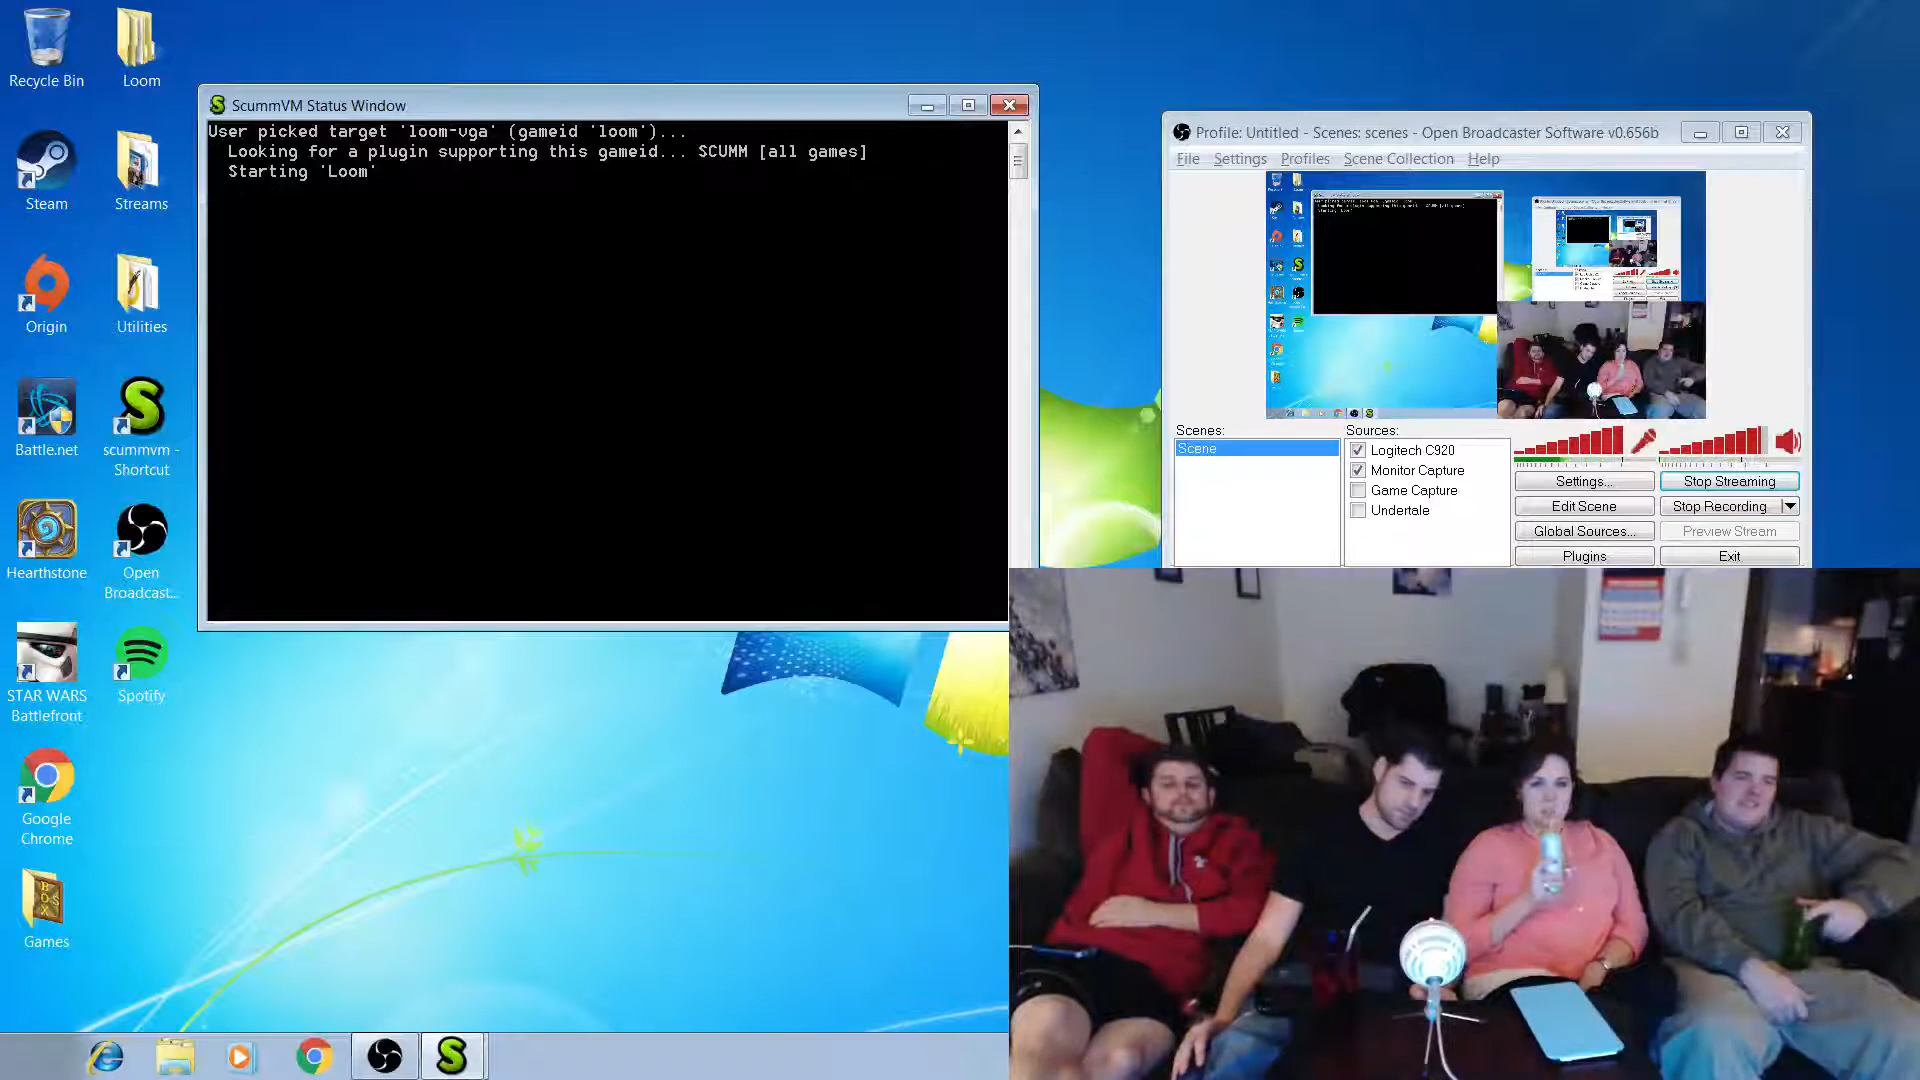 Recycle Bin
Loom
Steam
Streams
Origin
Utilities
Battle.net
scummvm -
Shortcut
Hearthstone
Open
Broadcast...
STAR WARS
Battlefront
Spotify
Google
Chrome
BOX
Games
ScummVM Status Window
User picked target 'loom-vga' (gameid 'loom')...
Looking for a plugin supporting this gameid... SCUMM [all games]
Starting 'Loom'
Profile: Untitled - Scenes: scenes - Open Broadcaster Software v0.656b
File Settings Profiles Scene Collection Help
Scenes:
Scene
Sources:
Logitech C920
Monitor Capture
Game Capture
Undertale
Settings...
Stop Streaming
Edit Scene
Stop Recording
Global Sources...
Preview Stream
Plugins
Exit